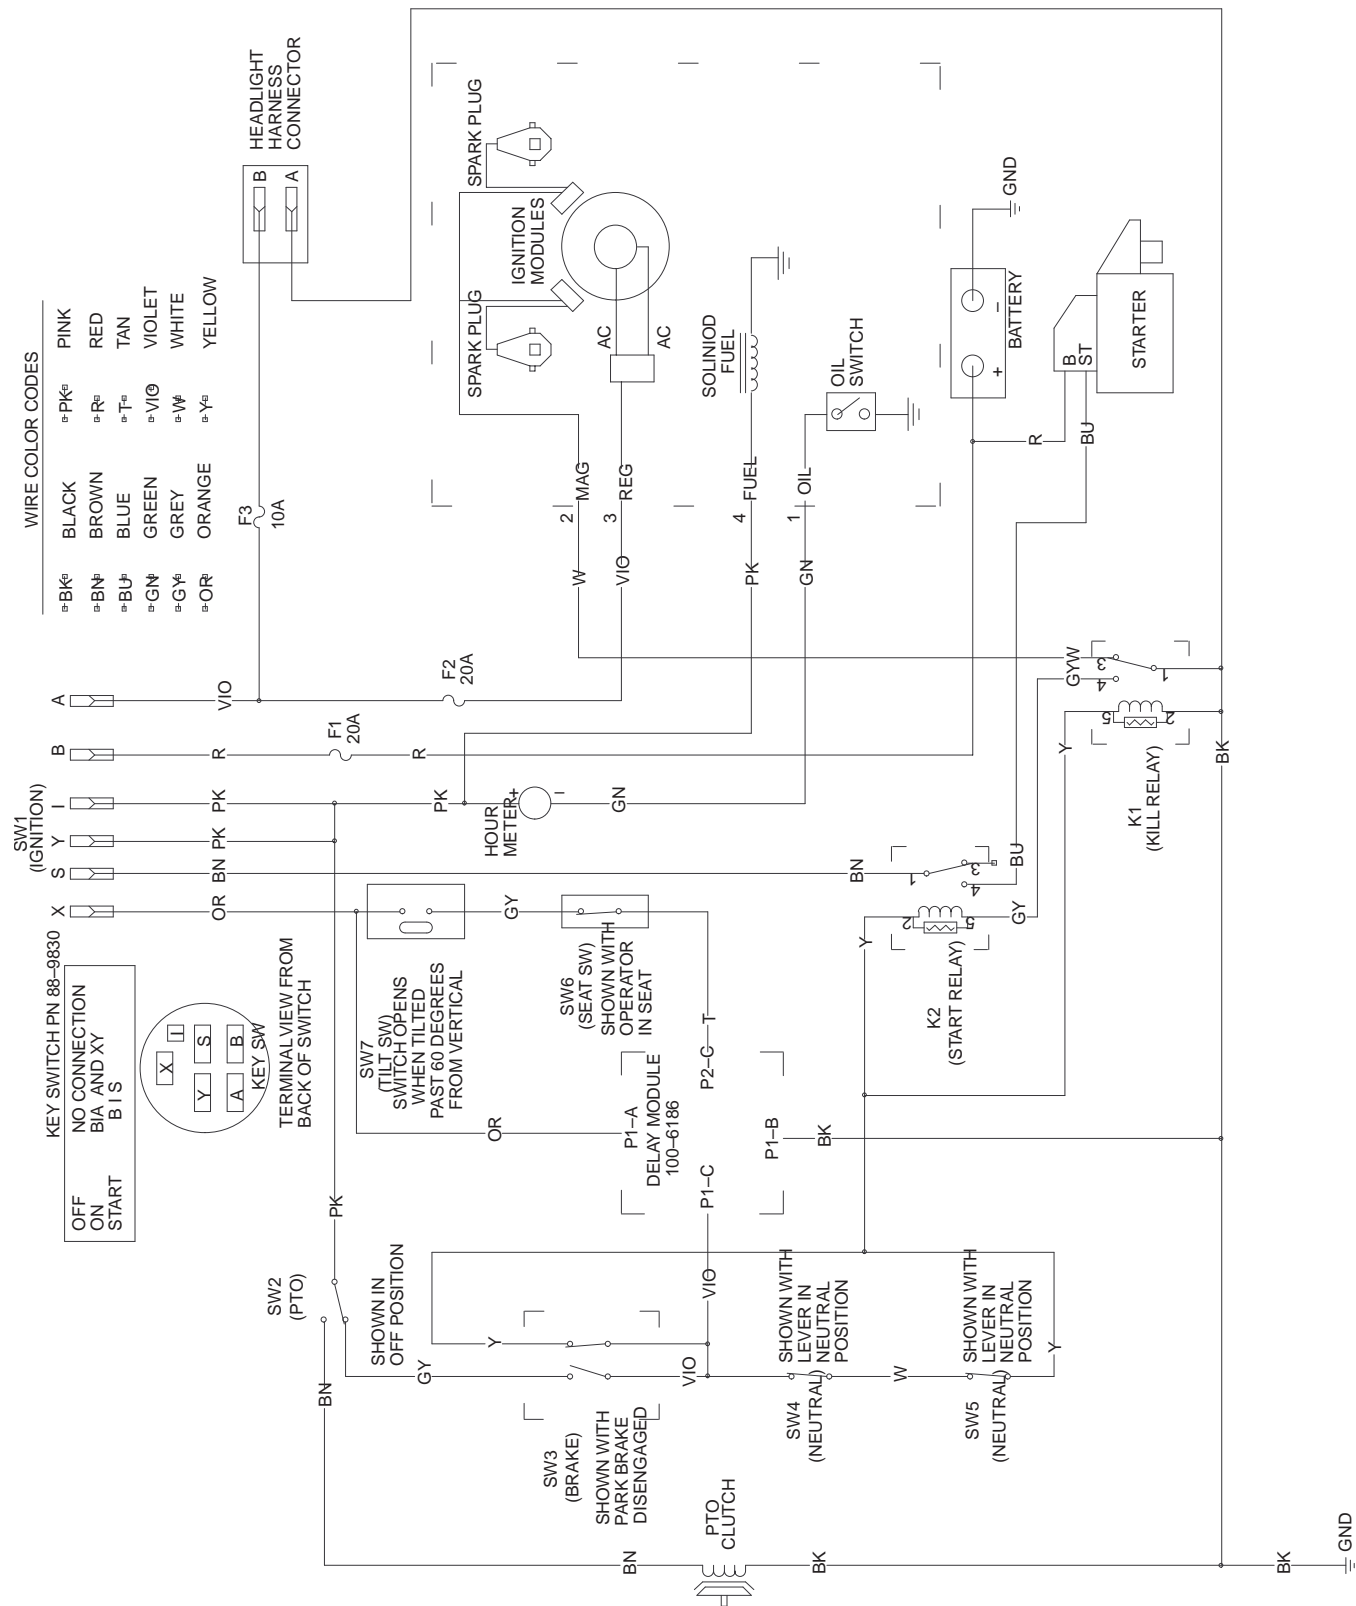 WIRE COLOR CODES
BK BLACK
BN BROWN
BU BLUE
GN GREEN
GY GREY
OR ORANGE
PK PINK
R RED
T TAN
VIO VIOLET
W WHITE
Y YELLOW
KEY SWITCH PN 88–9830
OFF NO CONNECTION
ON BIA AND XY
START B I S
X
I
Y
S
A
B
KEY SW
TERMINAL VIEW FROM
BACK OF SWITCH
SW1
(IGNITION)
X
S
Y
I
B
A
OR
BN
PK
PK
R
VIO
F1
20A
R
F2
20A
F3
10A
HEADLIGHT
HARNESS
CONNECTOR
B
A
PK
HOUR
METER
+
–
GN
SW7
(TILT SW)
SWITCH OPENS
WHEN TILTED
PAST 60 DEGREES
FROM VERTICAL
GY
SW6
(SEAT SW)
SHOWN WITH
OPERATOR
IN SEAT
T
OR
P1–A
P2–C
DELAY MODULE
100–6186
P1–C
P1–B
BK
PK
SW2
(PTO)
SHOWN IN
OFF POSITION
BN
GY
Y
SW3
(BRAKE)
SHOWN WITH
PARK BRAKE
DISENGAGED
VIO
VIO
SHOWN WITH
LEVER IN
NEUTRAL
POSITION
SW4
(NEUTRAL)
W
SHOWN WITH
LEVER IN
NEUTRAL
POSITION
SW5
(NEUTRAL)
Y
BN
PTO
CLUTCH
BK
BK
GND
SPARK PLUG
SPARK PLUG
IGNITION
MODULES
AC
AC
MAG
REG
FUEL
OIL
2
3
4
1
W
VIO
PK
GN
SOLINIOD
FUEL
OIL
SWITCH
BATTERY
+
–
GND
R
BU
B
ST
STARTER
BN
1
3
4
BU
2
5
Y
GY
K2
(START RELAY)
GY
W
3
4
1
5
2
Y
K1
(KILL RELAY)
BK